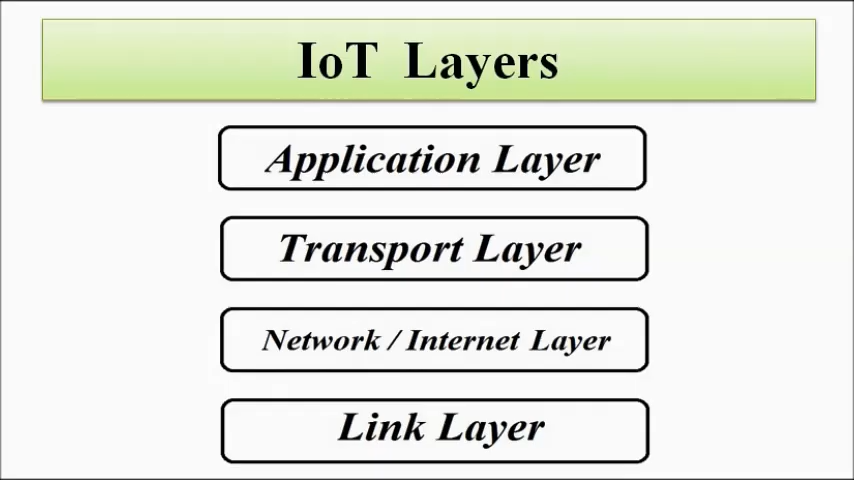 IoT Layers
Application Layer
Transport Layer
Network / Internet Layer
Link Layer